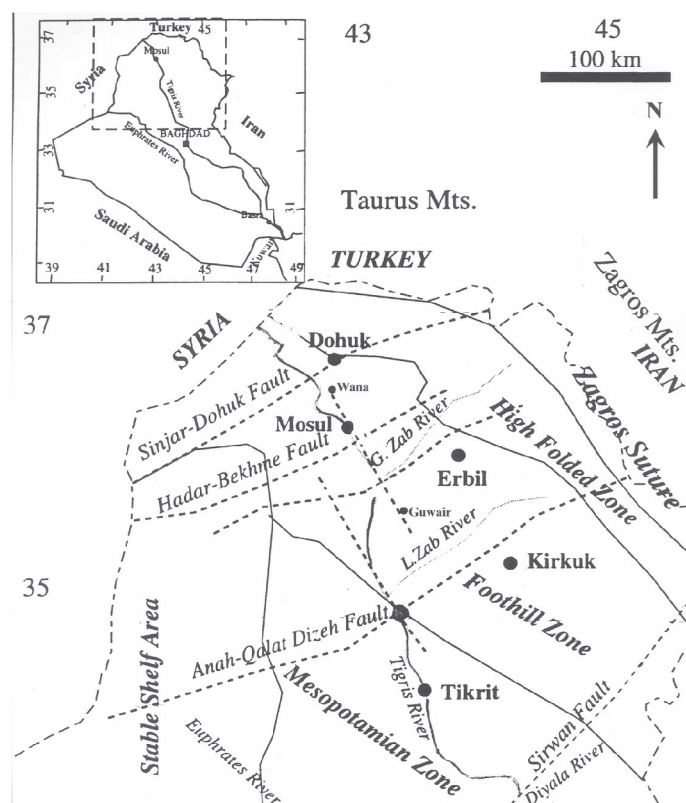 Turkey 45
37
Mosul
Syria
Tigris River
35
Iran
BAGHDAD
Euphrates River
33
31
Saudi Arabia
39 41 43 45 47 49
43
45
100 km
N
Taurus Mts.
TURKEY
Zagros Mts.
IRAN
37
SYRIA
Dohuk
Wana
Sinjar-Dohuk Fault
Mosul
Hadar-Bekhme Fault
G. Zab River
Erbil
High Folded Zone
Zagros Suture
Guwair
L.Zab River
35
Kirkuk
Foothill Zone
Anah-Qalat Dizeh Fault
Stable Shelf Area
Mesopotamian Zone
Tigris River
Tikrit
Sirwan Fault
Diyala River
Euphrates River